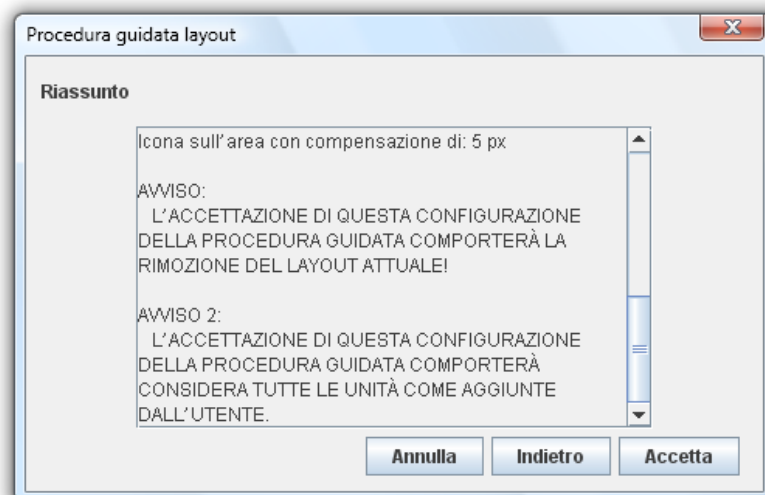 Procedura guidata layout
Riassunto
Icona sull'area con compensazione di: 5 px
AVVISO:
L'ACCETTAZIONE DI QUESTA CONFIGURAZIONE
DELLA PROCEDURA GUIDATA COMPORTERÀ LA
RIMOZIONE DEL LAYOUT ATTUALE!
AVVISO 2:
L'ACCETTAZIONE DI QUESTA CONFIGURAZIONE
DELLA PROCEDURA GUIDATA COMPORTERÀ
CONSIDERA TUTTE LE UNITÀ COME AGGIUNTE
DALL'UTENTE.
Annulla Indietro Accetta